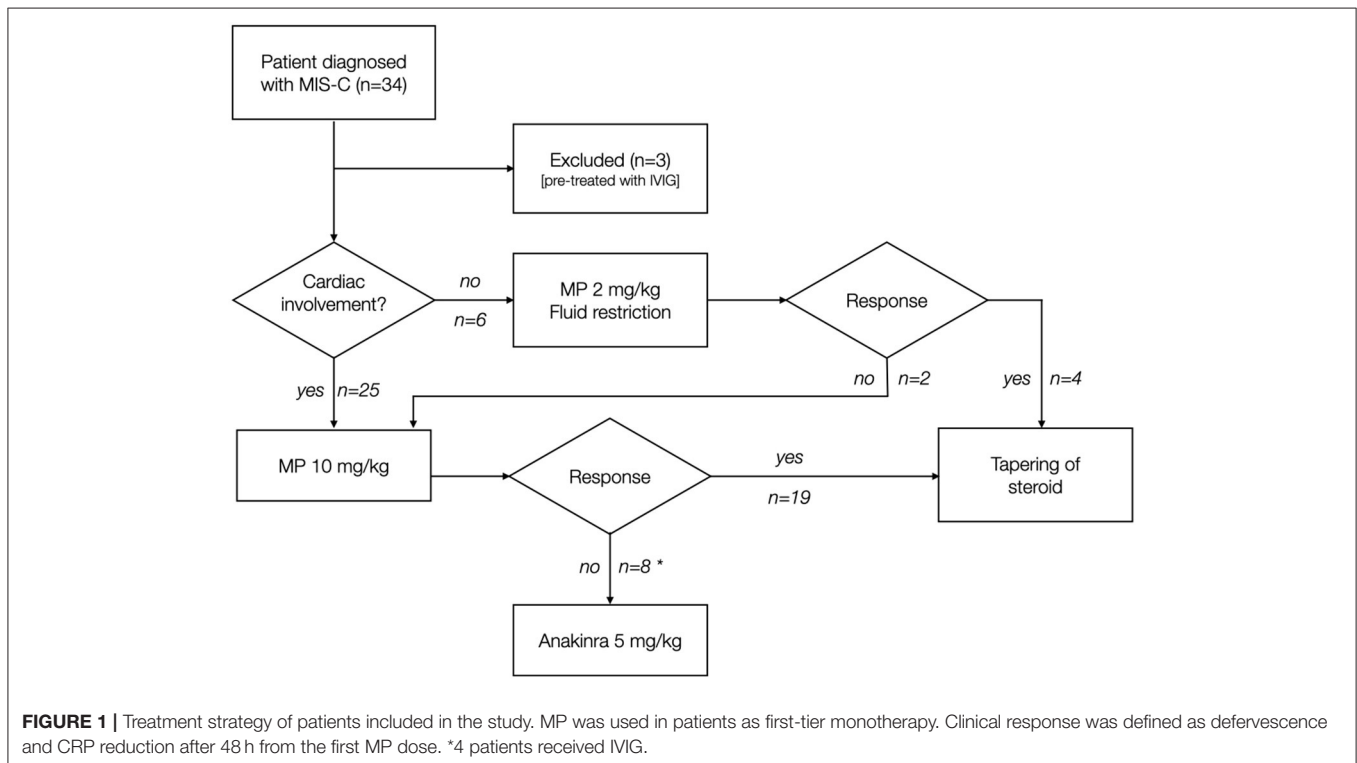 Patient diagnosed
with MIS-C (n=34)
Excluded (n=3)
[pre-treated with IVIG]
Cardiac
involvement?
no
n=6
MP 2 mg/kg
Fluid restriction
Response
yes n=25
no n=2
yes n=4
MP 10 mg/kg
Response
yes
n=19
Tapering of
steroid
no n=8 *
Anakinra 5 mg/kg
FIGURE 1 | Treatment strategy of patients included in the study. MP was used in patients as first-tier monotherapy. Clinical response was defined as defervescence
and CRP reduction after 48 h from the first MP dose. *4 patients received IVIG.